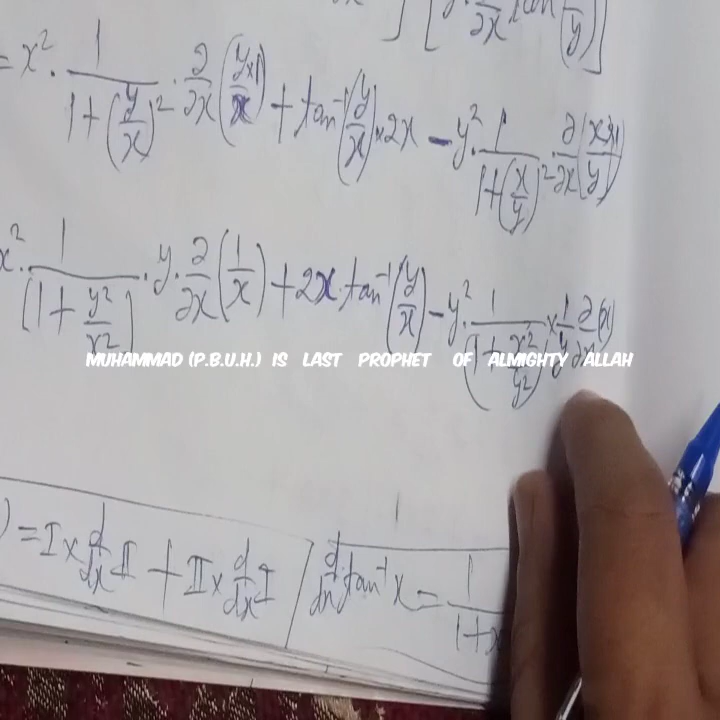 = x². 1/(1+(y/x)²) · ∂/∂x (y×1/x) + tan⁻¹(y/x)·2x − y². 1/(1+(x/y)²) · ∂/∂x
x². 1/(1+y²/x²) · y · ∂/∂x (1/x) + 2x·tan⁻¹(y/x) − y². 1/(1+x²/y²) × 1/y ∂/∂x (x)
MUHAMMAD (P.B.U.H.) IS LAST PROPHET OF ALMIGHTY ALLAH
) = I × d/dx II + II × d/dx I / d/dx tan⁻¹ x = 1/(1+x